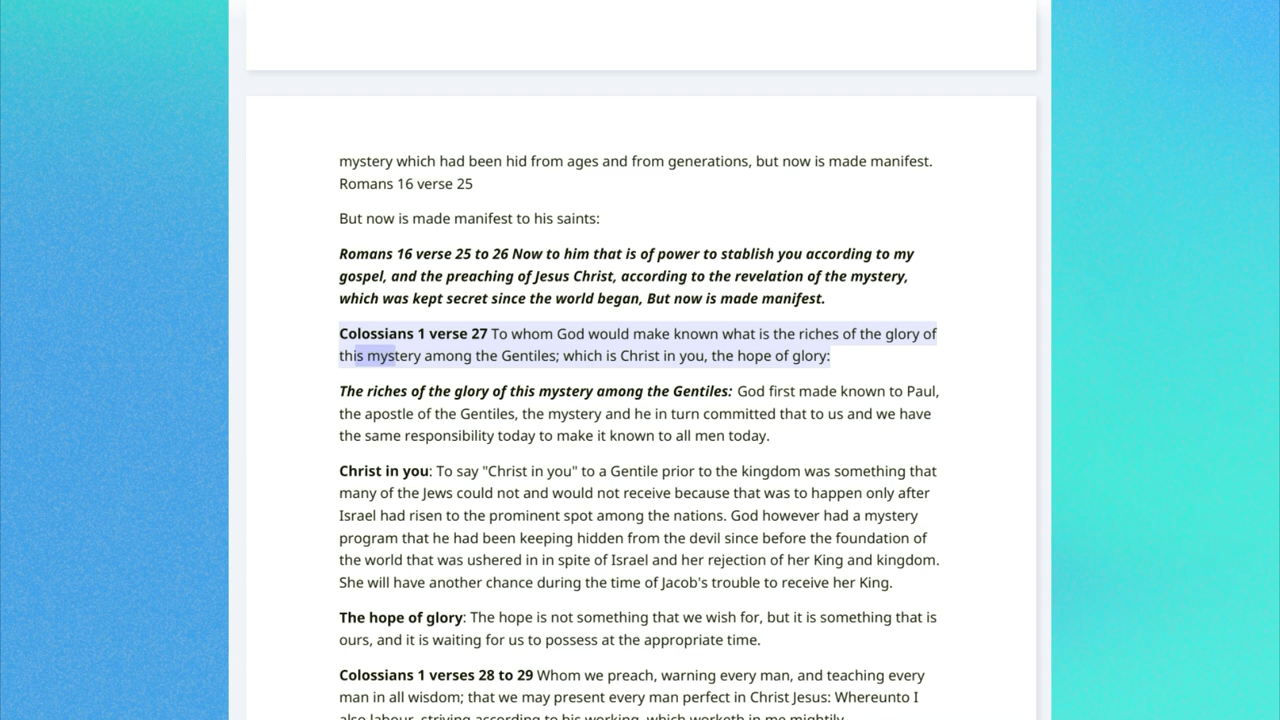 mystery which had been hid from ages and from generations, but now is made manifest.
Romans 16 verse 25
But now is made manifest to his saints:
Romans 16 verse 25 to 26 Now to him that is of power to stablish you according to my
gospel, and the preaching of Jesus Christ, according to the revelation of the mystery,
which was kept secret since the world began, But now is made manifest.
Colossians 1 verse 27 To whom God would make known what is the riches of the glory of
this mystery among the Gentiles; which is Christ in you, the hope of glory:
The riches of the glory of this mystery among the Gentiles: God first made known to Paul,
the apostle of the Gentiles, the mystery and he in turn committed that to us and we have
the same responsibility today to make it known to all men today.
Christ in you: To say "Christ in you" to a Gentile prior to the kingdom was something that
many of the Jews could not and would not receive because that was to happen only after
Israel had risen to the prominent spot among the nations. God however had a mystery
program that he had been keeping hidden from the devil since before the foundation of
the world that was ushered in in spite of Israel and her rejection of her King and kingdom.
She will have another chance during the time of Jacob's trouble to receive her King.
The hope of glory: The hope is not something that we wish for, but it is something that is
ours, and it is waiting for us to possess at the appropriate time.
Colossians 1 verses 28 to 29 Whom we preach, warning every man, and teaching every
man in all wisdom; that we may present every man perfect in Christ Jesus: Whereunto I
also labour, striving according to his working, which worketh in me mightily.